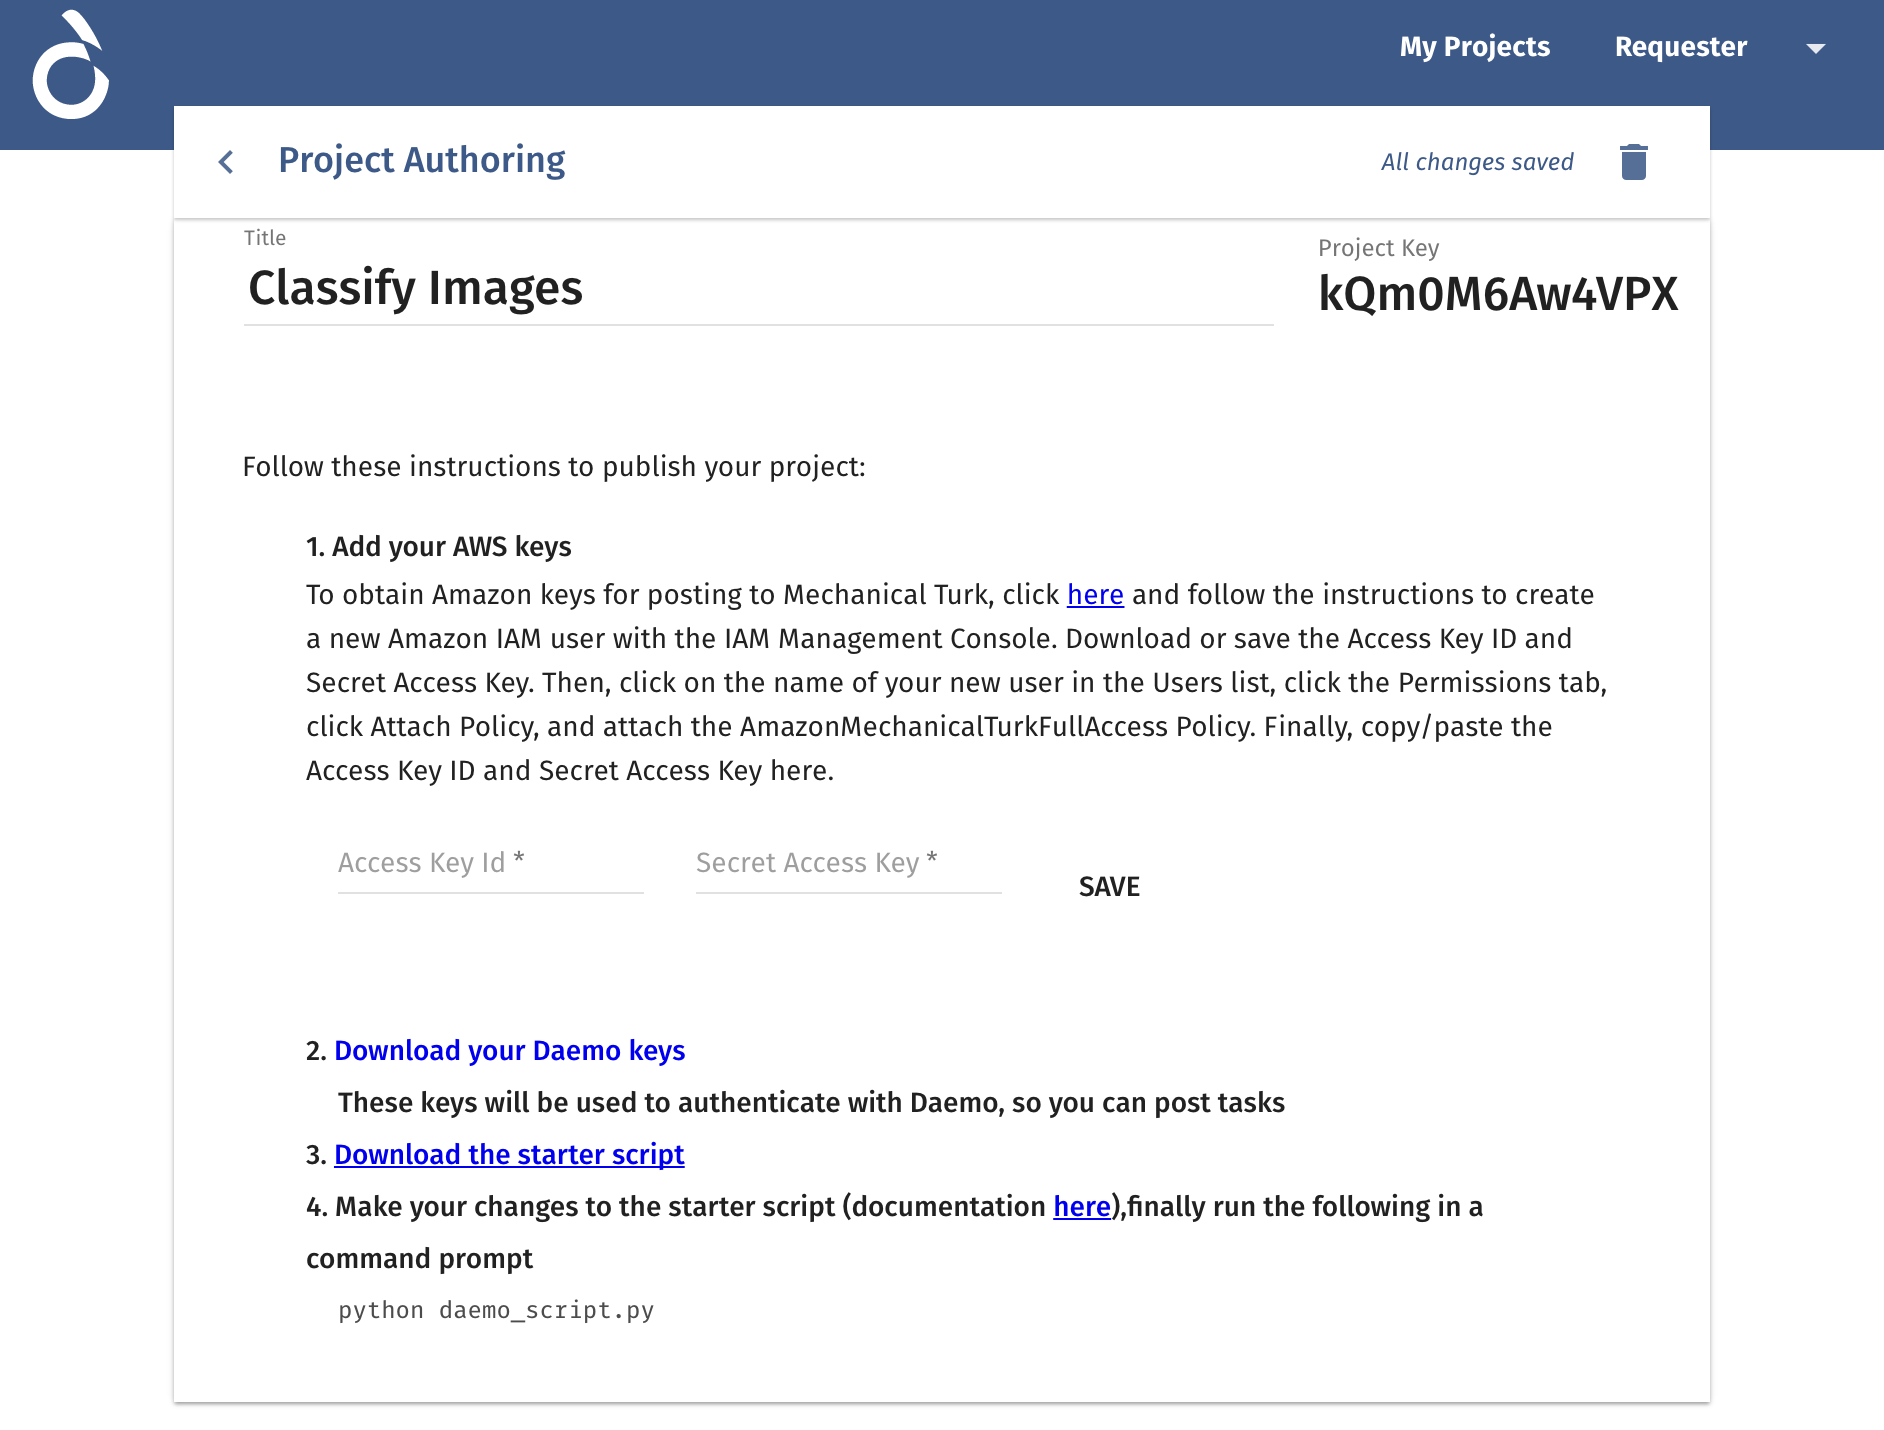 My Projects Requester
Project Authoring
All changes saved
Title
Classify Images
Project Key
kQm0M6Aw4VPX
Follow these instructions to publish your project:
1. Add your AWS keys
To obtain Amazon keys for posting to Mechanical Turk, click here and follow the instructions to create
a new Amazon IAM user with the IAM Management Console. Download or save the Access Key ID and
Secret Access Key. Then, click on the name of your new user in the Users list, click the Permissions tab,
click Attach Policy, and attach the AmazonMechanicalTurkFullAccess Policy. Finally, copy/paste the
Access Key ID and Secret Access Key here.
Access Key Id *
Secret Access Key *
SAVE
2. Download your Daemo keys
These keys will be used to authenticate with Daemo, so you can post tasks
3. Download the starter script
4. Make your changes to the starter script (documentation here),finally run the following in a
command prompt
python daemo_script.py